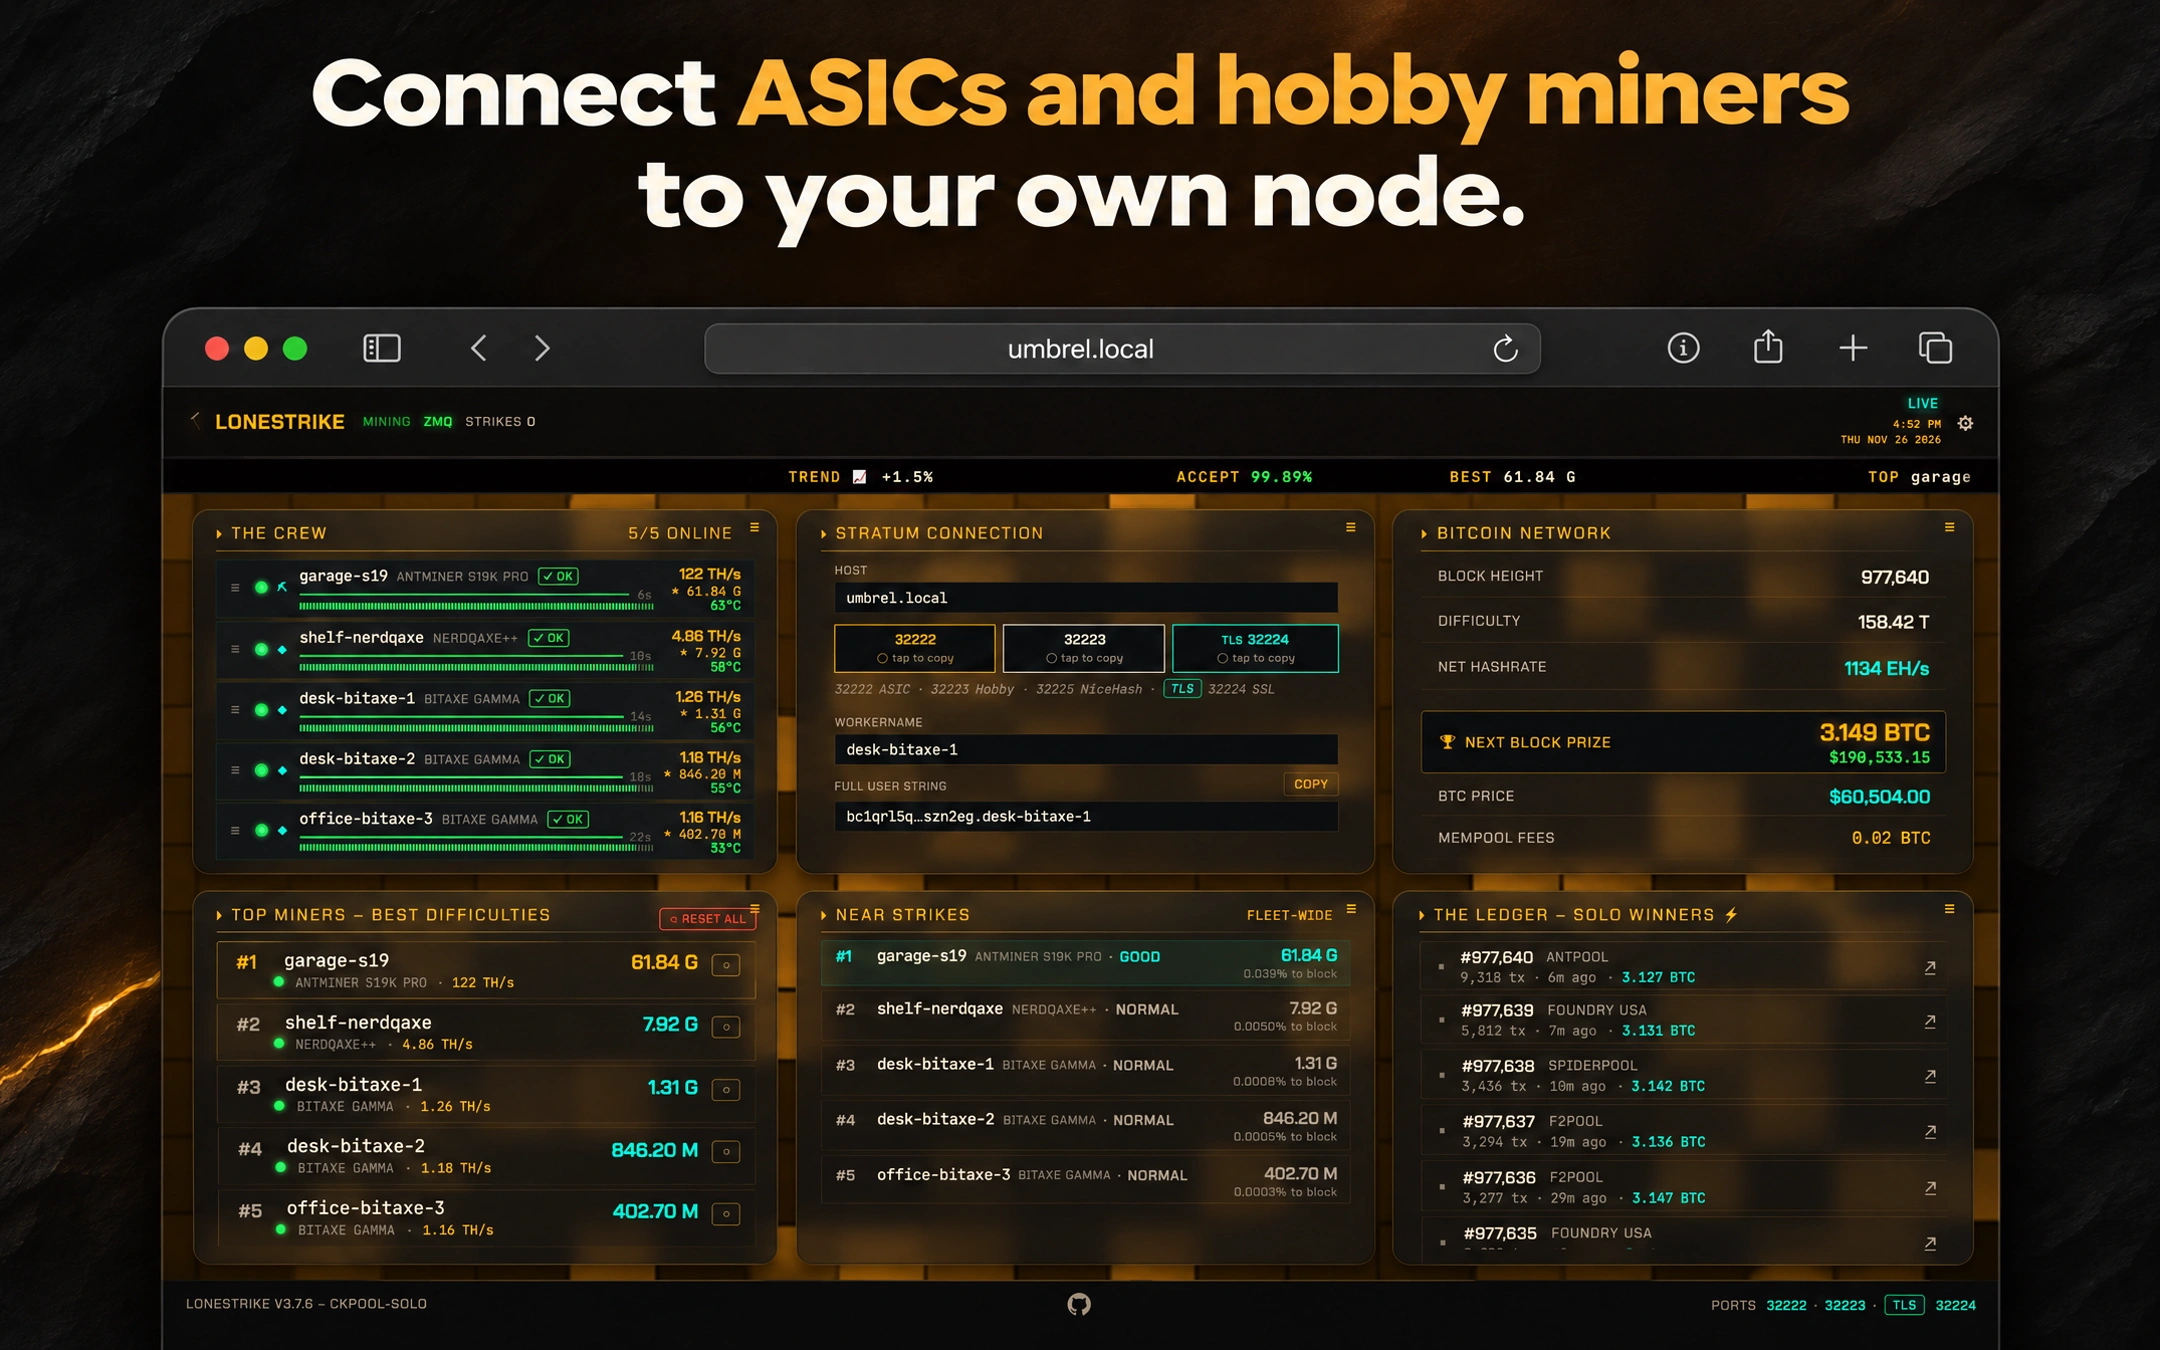 Connect ASICs and hobby miners
to your own node.
umbrel.local
LONESTRIKE MINING ZMQ STRIKES 0
LIVE
4:52 PM
THU NOV 26 2026
TREND +1.5% ACCEPT 99.89% BEST 61.84 G TOP garage
THE CREW 5/5 ONLINE
garage-s19 ANTMINER S19K PRO ✓ OK 122 TH/s
6s ★ 61.84 G
63°C
shelf-nerdqaxe NERDQAXE++ ✓ OK 4.86 TH/s
10s ★ 7.92 G
58°C
desk-bitaxe-1 BITAXE GAMMA ✓ OK 1.26 TH/s
14s ★ 1.31 G
56°C
desk-bitaxe-2 BITAXE GAMMA ✓ OK 1.18 TH/s
18s ★ 846.20 M
55°C
office-bitaxe-3 BITAXE GAMMA ✓ OK 1.16 TH/s
22s ★ 402.70 M
53°C
STRATUM CONNECTION
HOST
umbrel.local
32222 32223 TLS 32224
tap to copy tap to copy tap to copy
32222 ASIC · 32223 Hobby · 32225 NiceHash · TLS 32224 SSL
WORKERNAME
desk-bitaxe-1
FULL USER STRING COPY
bc1qrl5q…szn2eg.desk-bitaxe-1
BITCOIN NETWORK
BLOCK HEIGHT 977,640
DIFFICULTY 158.42 T
NET HASHRATE 1134 EH/s
NEXT BLOCK PRIZE 3.149 BTC
$190,533.15
BTC PRICE $60,504.00
MEMPOOL FEES 0.02 BTC
TOP MINERS – BEST DIFFICULTIES RESET ALL
#1 garage-s19 61.84 G
ANTMINER S19K PRO · 122 TH/s
#2 shelf-nerdqaxe 7.92 G
NERDQAXE++ · 4.86 TH/s
#3 desk-bitaxe-1 1.31 G
BITAXE GAMMA · 1.26 TH/s
#4 desk-bitaxe-2 846.20 M
BITAXE GAMMA · 1.18 TH/s
#5 office-bitaxe-3 402.70 M
BITAXE GAMMA · 1.16 TH/s
NEAR STRIKES FLEET-WIDE
#1 garage-s19 ANTMINER S19K PRO · GOOD 61.84 G
0.039% to block
#2 shelf-nerdqaxe NERDQAXE++ · NORMAL 7.92 G
0.0050% to block
#3 desk-bitaxe-1 BITAXE GAMMA · NORMAL 1.31 G
0.0008% to block
#4 desk-bitaxe-2 BITAXE GAMMA · NORMAL 846.20 M
0.0005% to block
#5 office-bitaxe-3 BITAXE GAMMA · NORMAL 402.70 M
0.0003% to block
THE LEDGER – SOLO WINNERS ⚡
#977,640 ANTPOOL
9,318 tx · 6m ago · 3.127 BTC
#977,639 FOUNDRY USA
5,812 tx · 7m ago · 3.131 BTC
#977,638 SPIDERPOOL
3,436 tx · 10m ago · 3.142 BTC
#977,637 F2POOL
3,294 tx · 19m ago · 3.136 BTC
#977,636 F2POOL
3,277 tx · 29m ago · 3.147 BTC
#977,635 FOUNDRY USA
LONESTRIKE V3.7.6 – CKPOOL-SOLO
PORTS 32222 · 32223 · TLS 32224